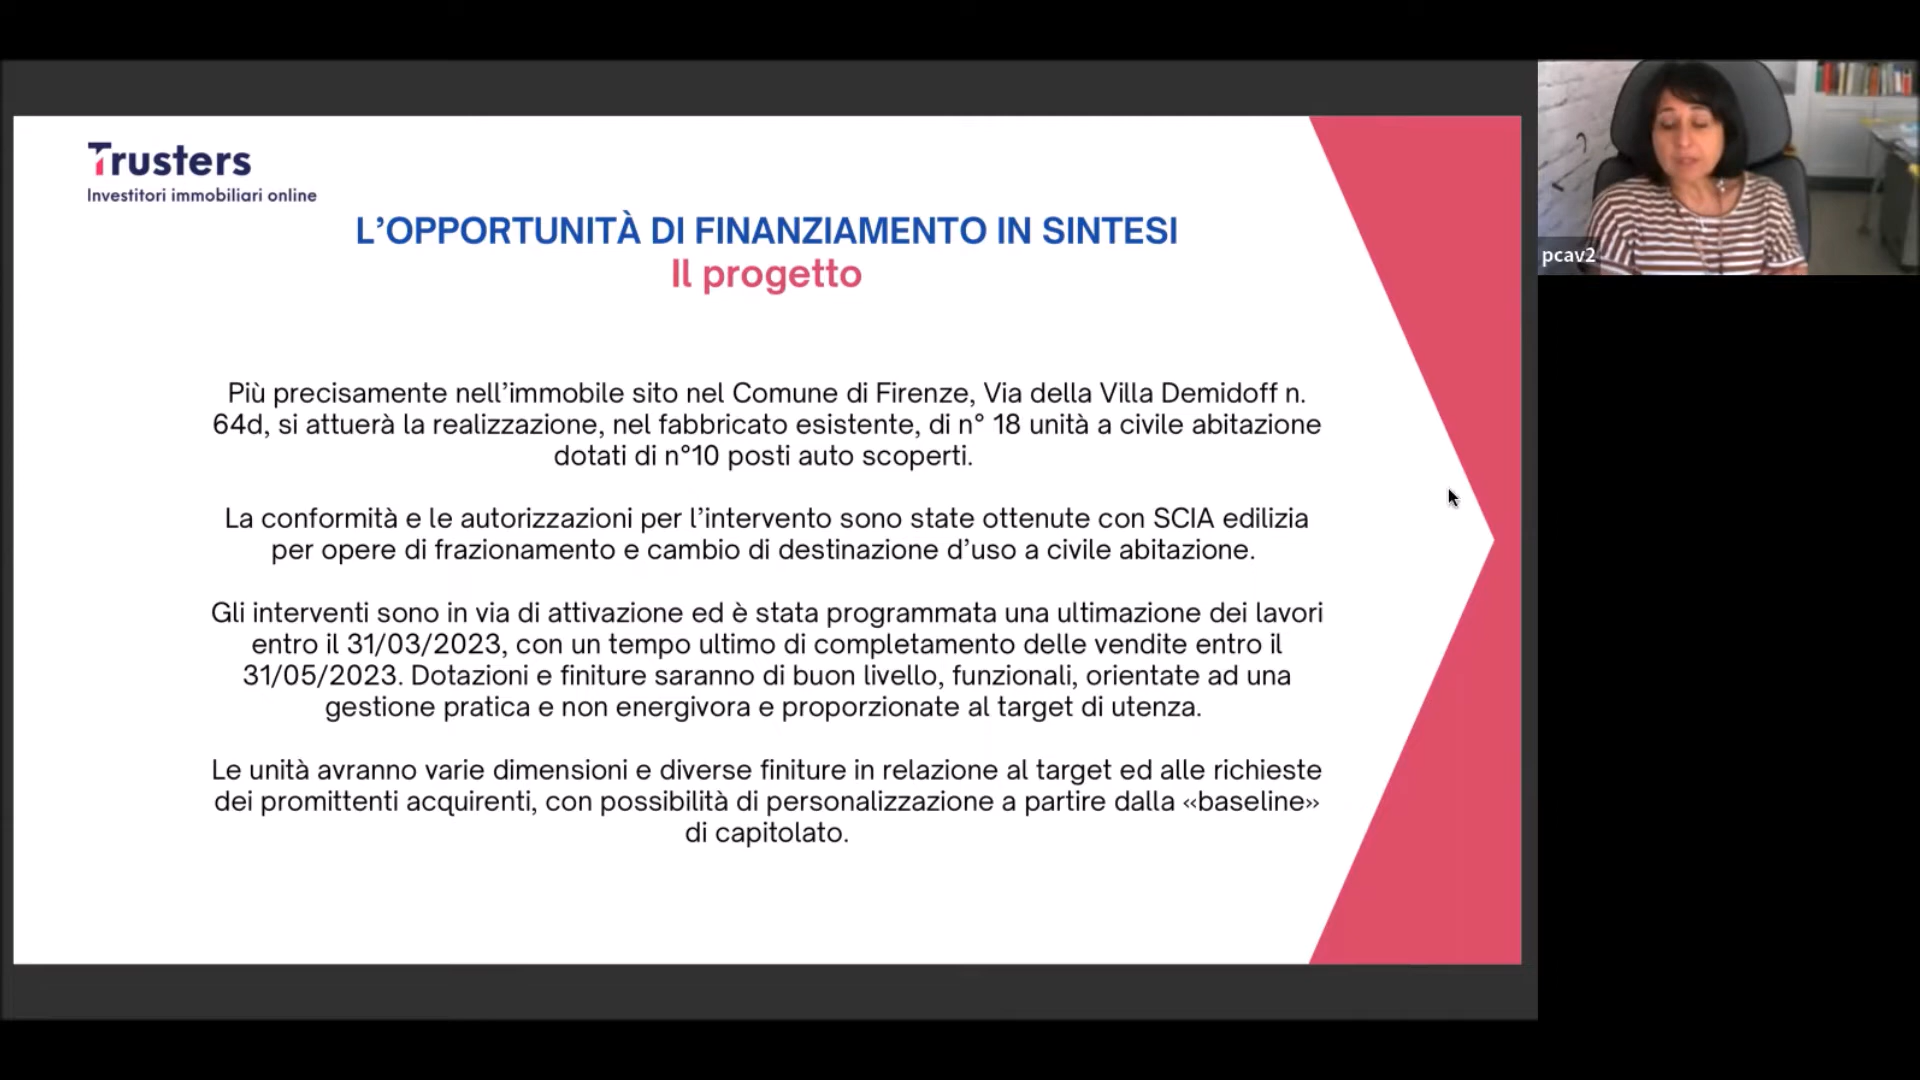 Trusters
Investitori immobiliari online
L’OPPORTUNITÀ DI FINANZIAMENTO IN SINTESI
Il progetto
Più precisamente nell’immobile sito nel Comune di Firenze, Via della Villa Demidoff n.
64d, si attuerà la realizzazione, nel fabbricato esistente, di n° 18 unità a civile abitazione
dotati di n°10 posti auto scoperti.
La conformità e le autorizzazioni per l’intervento sono state ottenute con SCIA edilizia
per opere di frazionamento e cambio di destinazione d’uso a civile abitazione.
Gli interventi sono in via di attivazione ed è stata programmata una ultimazione dei lavori
entro il 31/03/2023, con un tempo ultimo di completamento delle vendite entro il
31/05/2023. Dotazioni e finiture saranno di buon livello, funzionali, orientate ad una
gestione pratica e non energivora e proporzionate al target di utenza.
Le unità avranno varie dimensioni e diverse finiture in relazione al target ed alle richieste
dei promittenti acquirenti, con possibilità di personalizzazione a partire dalla «baseline»
di capitolato.
pcav2